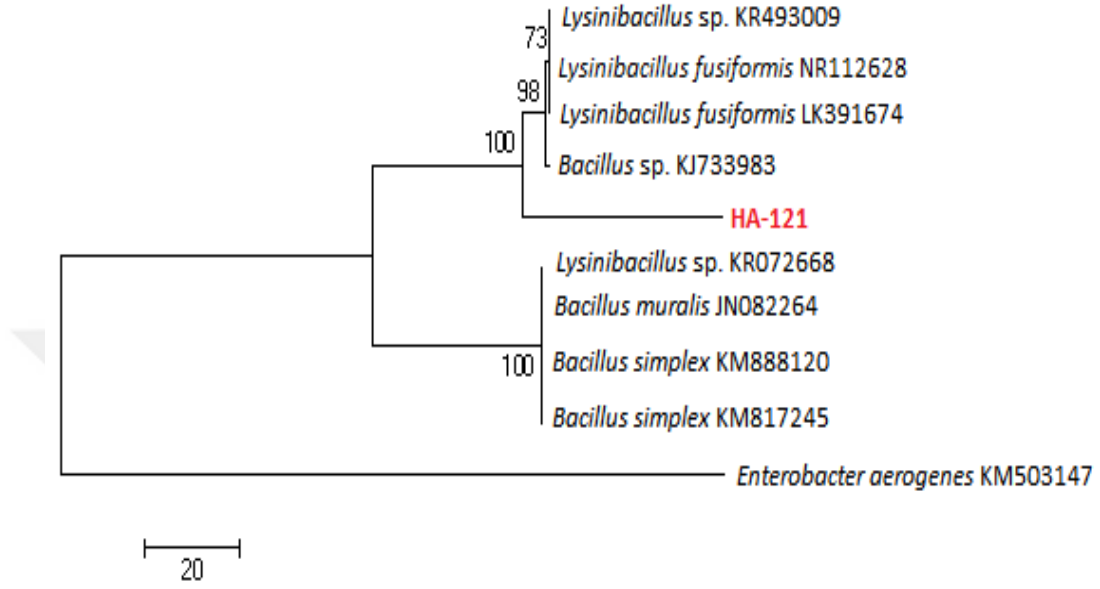 Lysinibacillus sp. KR493009
73
Lysinibacillus fusiformis NR112628
98
Lysinibacillus fusiformis LK391674
100
Bacillus sp. KJ733983
HA-121
Lysinibacillus sp. KR072668
Bacillus muralis JN082264
100
Bacillus simplex KM888120
Bacillus simplex KM817245
Enterobacter aerogenes KM503147
20